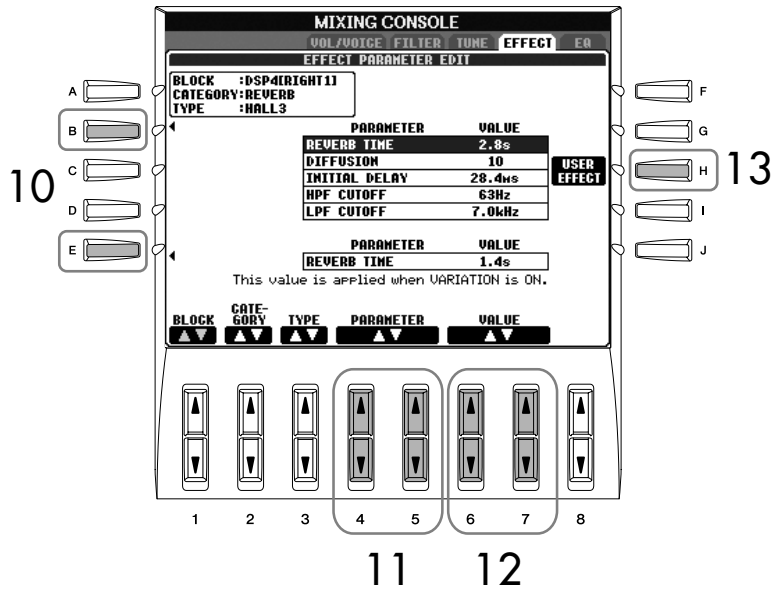 MIXING CONSOLE
VOL/VOICE FILTER TUNE EFFECT EQ
EFFECT PARAMETER EDIT
BLOCK :DSP4[RIGHT1]
CATEGORY:REVERB
TYPE :HALL3
PARAMETER VALUE
REVERB TIME 2.8s
DIFFUSION 10
INITIAL DELAY 28.4ms
HPF CUTOFF 63Hz
LPF CUTOFF 7.0kHz
USER
EFFECT
PARAMETER VALUE
REVERB TIME 1.4s
This value is applied when VARIATION is ON.
BLOCK CATE-
GORY TYPE PARAMETER VALUE
A
B
C
D
E
F
G
H
I
J
10
13
1 2 3 4 5 6 7 8
11 12